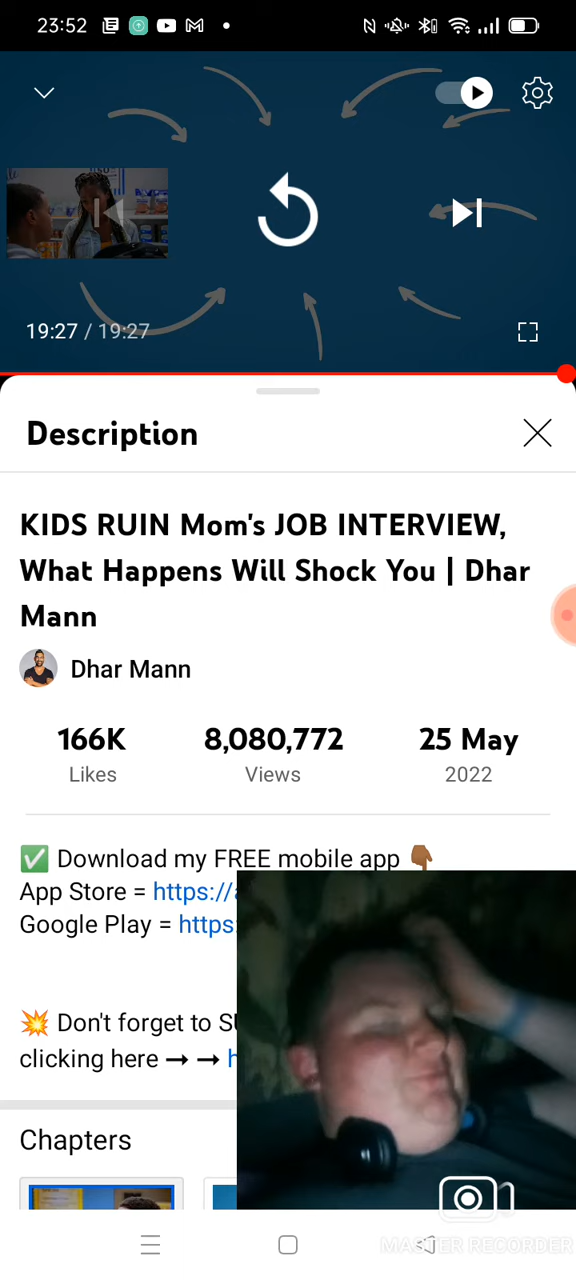 23:52
19:27 / 19:27
Description
KIDS RUIN Mom's JOB INTERVIEW,
What Happens Will Shock You | Dhar
Mann
Dhar Mann
166K 8,080,772 25 May
Likes Views 2022
✅ Download my FREE mobile app 👇🏾
App Store = https://
Google Play = https:
💥 Don't forget to
clicking here → →
Chapters
MASTER RECORDER